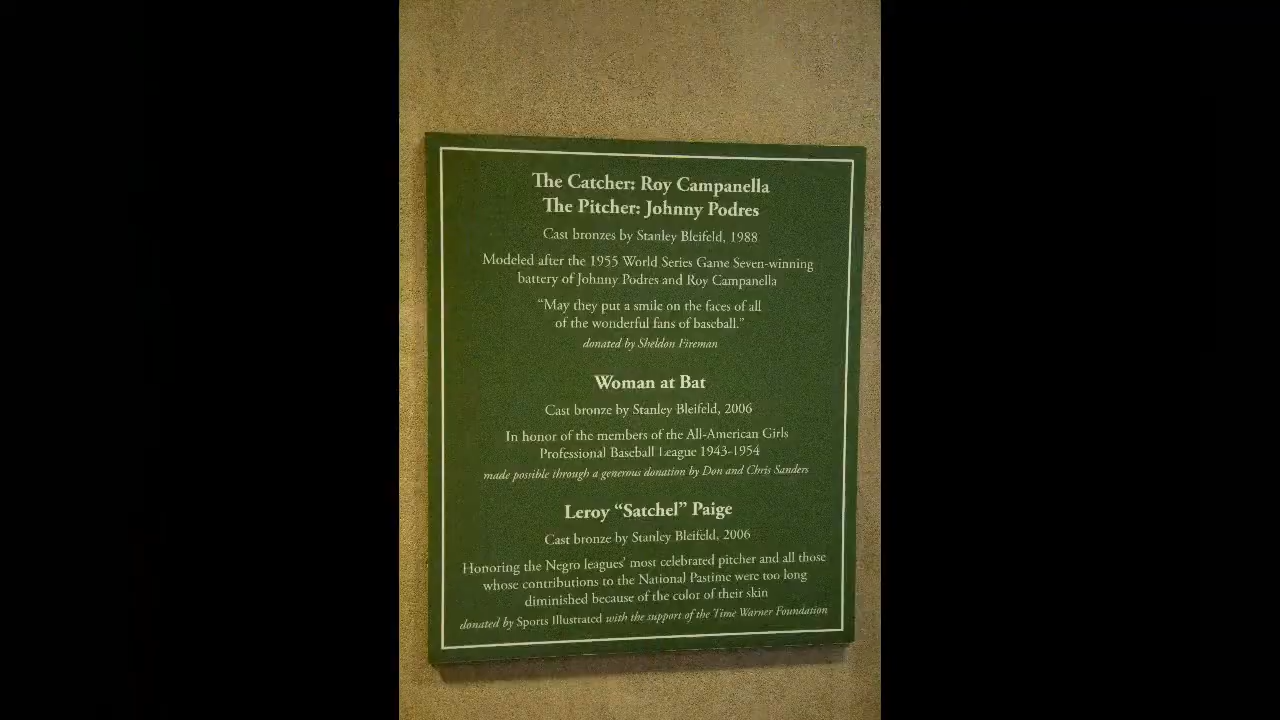 The Catcher: Roy Campanella
The Pitcher: Johnny Podres
Cast bronzes by Stanley Bleifeld, 1988
Modeled after the 1955 World Series Game Seven-winning
battery of Johnny Podres and Roy Campanella
“May they put a smile on the faces of all
of the wonderful fans of baseball.”
donated by Sheldon Fireman
Woman at Bat
Cast bronze by Stanley Bleifeld, 2006
In honor of the members of the All-American Girls
Professional Baseball League 1943-1954
made possible through a generous donation by Don and Chris Sanders
Leroy “Satchel” Paige
Cast bronze by Stanley Bleifeld, 2006
Honoring the Negro leagues’ most celebrated pitcher and all those
whose contributions to the National Pastime were too long
diminished because of the color of their skin
donated by Sports Illustrated with the support of the Time Warner Foundation